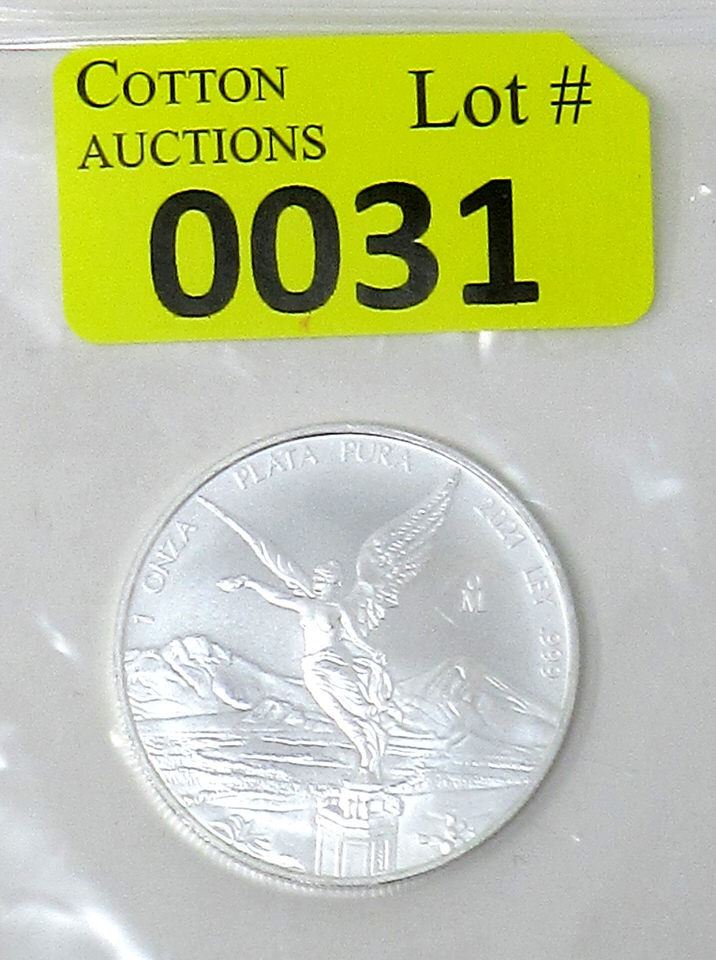 COTTON
AUCTIONS
Lot #
0031
1 ONZA PLATA PURA 2021 LEY .999
M̊